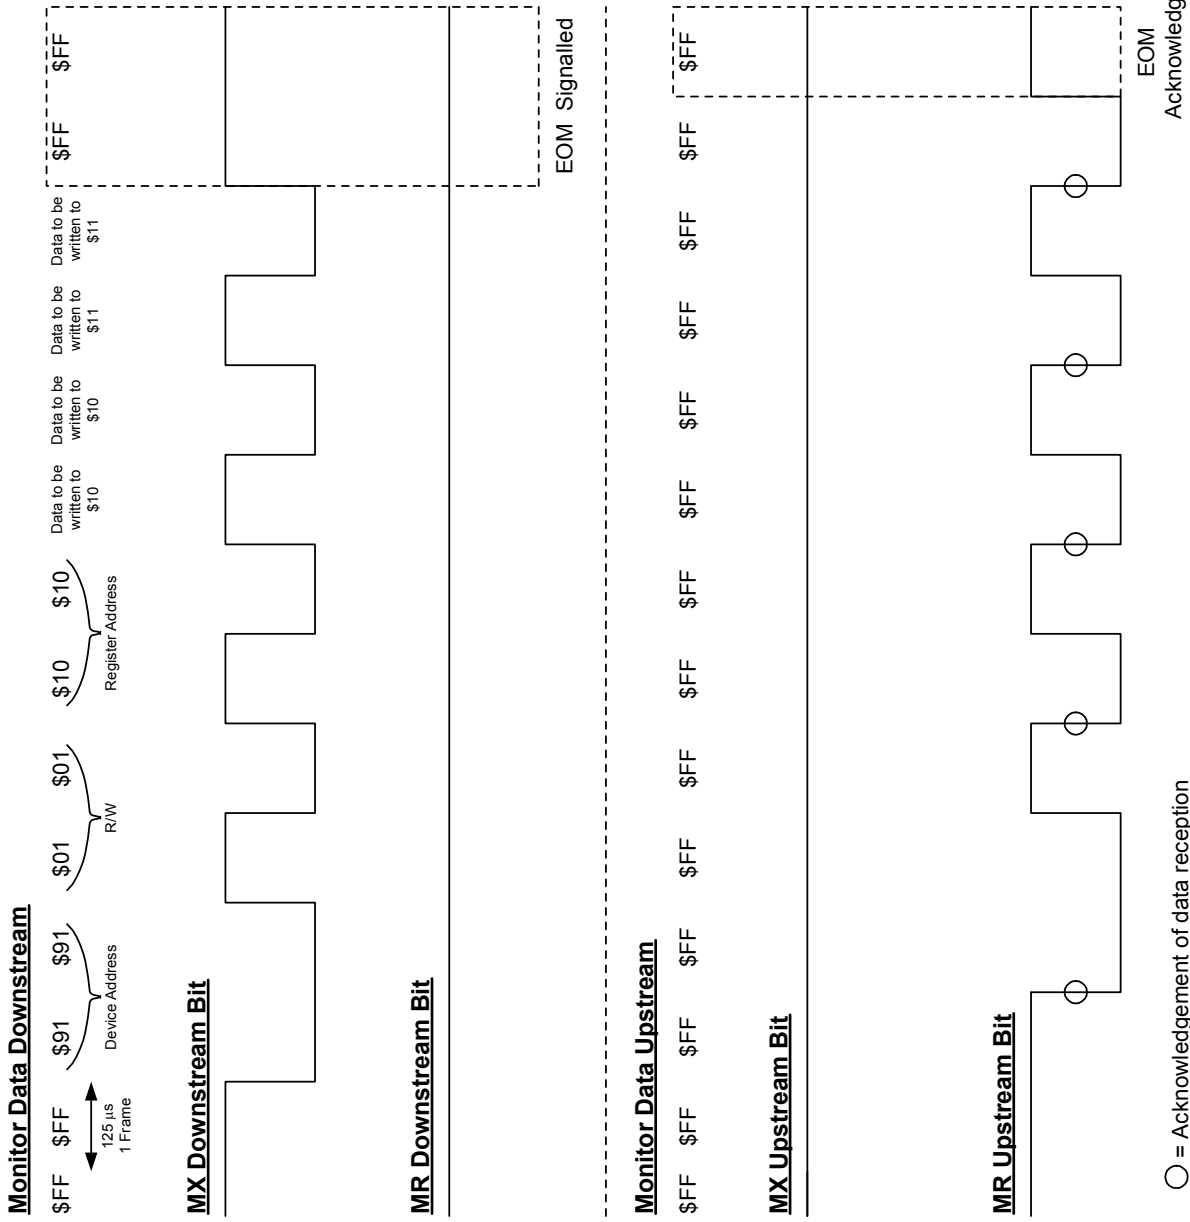 Monitor Data Downstream
$FF $FF $91 $91 $01 $01 $10 $10
Data to be
written to
$10
Data to be
written to
$10
Data to be
written to
$11
Data to be
written to
$11
$FF $FF
125 µs
1 Frame
Device Address
R/W
Register Address
MX Downstream Bit
MR Downstream Bit
EOM Signalled
Monitor Data Upstream
$FF $FF $FF $FF $FF $FF $FF $FF $FF $FF $FF $FF $FF $FF
MX Upstream Bit
MR Upstream Bit
EOM
Acknowledg
= Acknowledgement of data reception